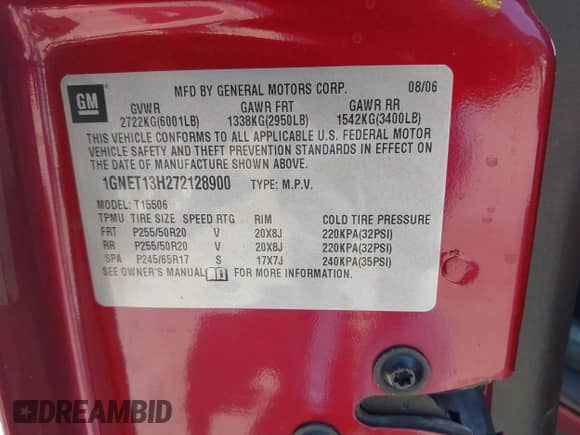 GM
MFD BY GENERAL MOTORS CORP. 08/06
GVWR GAWR FRT GAWR RR
2722KG(6001LB) 1338KG(2950LB) 1542KG(3400LB)
THIS VEHICLE CONFORMS TO ALL APPLICABLE U.S. FEDERAL MOTOR
VEHICLE SAFETY AND THEFT PREVENTION STANDARDS IN EFFECT ON
THE DATE OF MANUFACTURE SHOWN ABOVE.
1GNET13H272128900 TYPE: M.P.V.
MODEL: T15506
TPMU TIRE SIZE SPEED RTG RIM COLD TIRE PRESSURE
FRT P255/50R20 V 20X8J 220KPA(32PSI)
RR P255/50R20 V 20X8J 220KPA(32PSI)
SPA P245/65R17 S 17X7J 240KPA(35PSI)
SEE OWNER'S MANUAL
DREAMBID